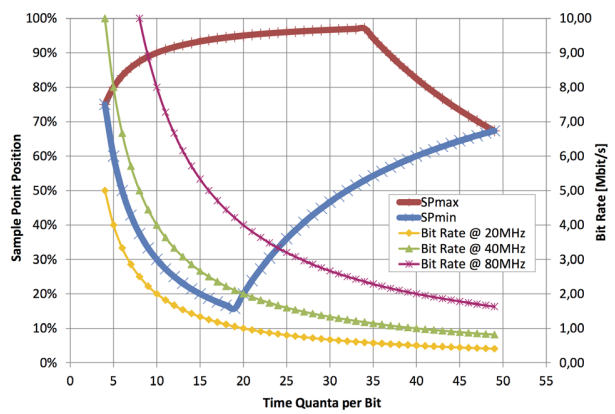 100%
90%
80%
70%
60%
50%
40%
30%
20%
10%
0%
Sample Point Position
10,00
9,00
8,00
7,00
6,00
5,00
4,00
3,00
2,00
1,00
0,00
Bit Rate [Mbit/s]
SPmax
SPmin
Bit Rate @ 20MHz
Bit Rate @ 40MHz
Bit Rate @ 80MHz
0 5 10 15 20 25 30 35 40 45 50 55
Time Quanta per Bit